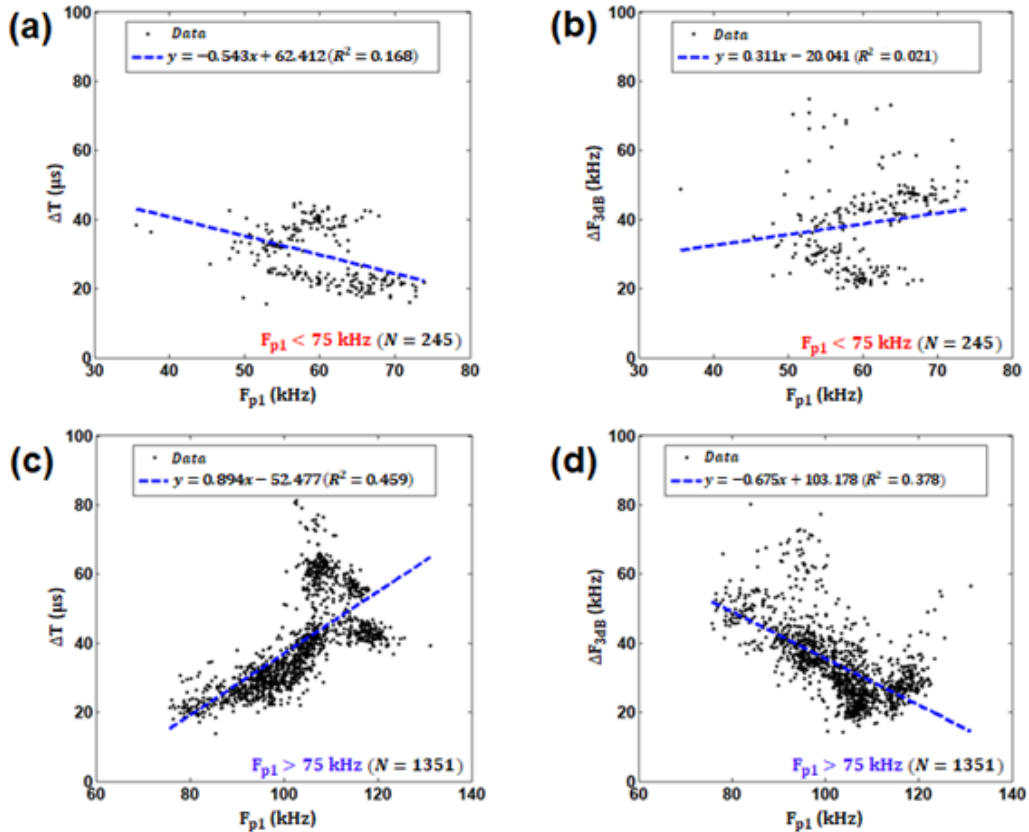 (a)
Data
y = −0.543x + 62.412 (R² = 0.168)
100
80
60
40
20
0
ΔT (μs)
F_p1 < 75 kHz (N = 245)
30 40 50 60 70 80
F_p1 (kHz)
(b)
Data
y = 0.311x − 20.041 (R² = 0.021)
100
80
60
40
20
0
ΔF_3dB (kHz)
F_p1 < 75 kHz (N = 245)
30 40 50 60 70 80
F_p1 (kHz)
(c)
Data
y = 0.894x − 52.477 (R² = 0.459)
100
80
60
40
20
0
ΔT (μs)
F_p1 > 75 kHz (N = 1351)
60 80 100 120 140
F_p1 (kHz)
(d)
Data
y = −0.675x + 103.178 (R² = 0.378)
100
80
60
40
20
0
ΔF_3dB (kHz)
F_p1 > 75 kHz (N = 1351)
60 80 100 120 140
F_p1 (kHz)